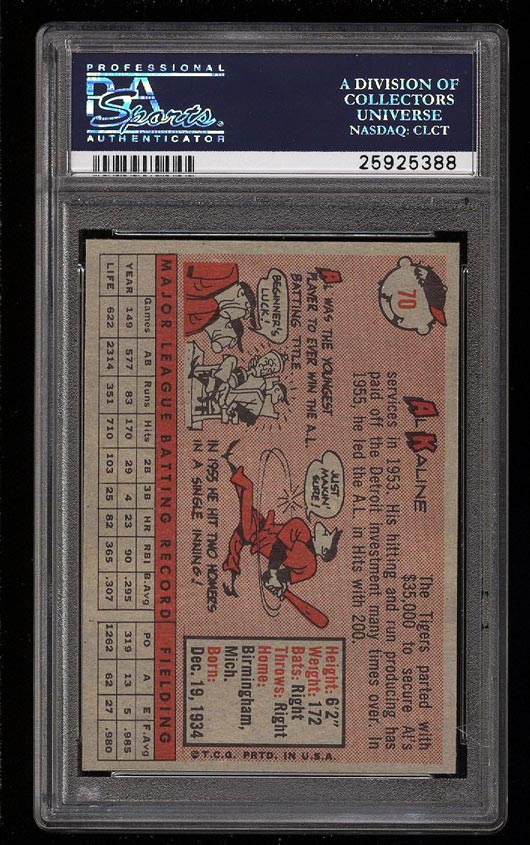 PROFESSIONAL
PSA
Sports
AUTHENTICATOR
A DIVISION OF
COLLECTORS
UNIVERSE
NASDAQ: CLCT
25925388
70
AL KALINE
The Tigers parted with
$35,000 to secure Al's
services in 1953. His hitting and run producing has
paid off the Detroit investment many times over. In
1955, he led the A.L. in Hits with 200.
AL WAS THE YOUNGEST
PLAYER TO EVER WIN THE A.L.
BATTING TITLE...
BEGINNER'S
LUCK!
JUST
MAKIN'
SURE!
IN 1955 HE HIT TWO HOMERS
IN A SINGLE INNING!
Height: 6'2"
Weight: 172
Bats: Right
Throws: Right
Home:
Birmingham,
Mich.
Born:
Dec. 19, 1934
© T.C.G. PRTD. IN U.S.A.
MAJOR LEAGUE BATTING RECORD FIELDING
Games AB Runs Hits 2B 3B HR RBI B.Avg PO A E F.Avg
YEAR 149 577 83 170 29 4 23 90 .295 319 13 5 .985
LIFE 622 2314 351 710 103 25 82 365 .307 1262 62 27 .980